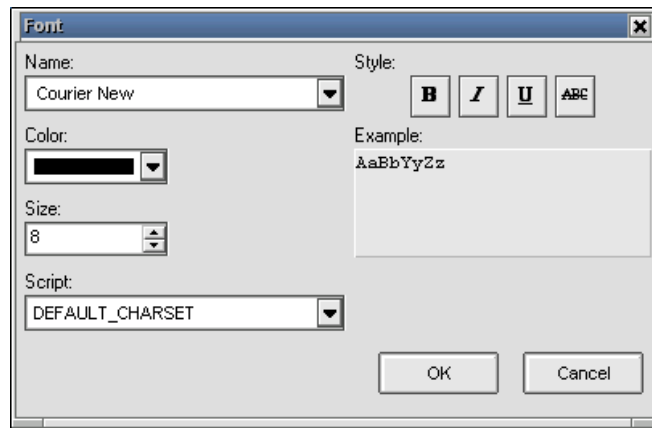 Font
Name:
Courier New
Style:
B I U ABC
Color:
Example:
AaBbYyZz
Size:
8
Script:
DEFAULT_CHARSET
OK Cancel